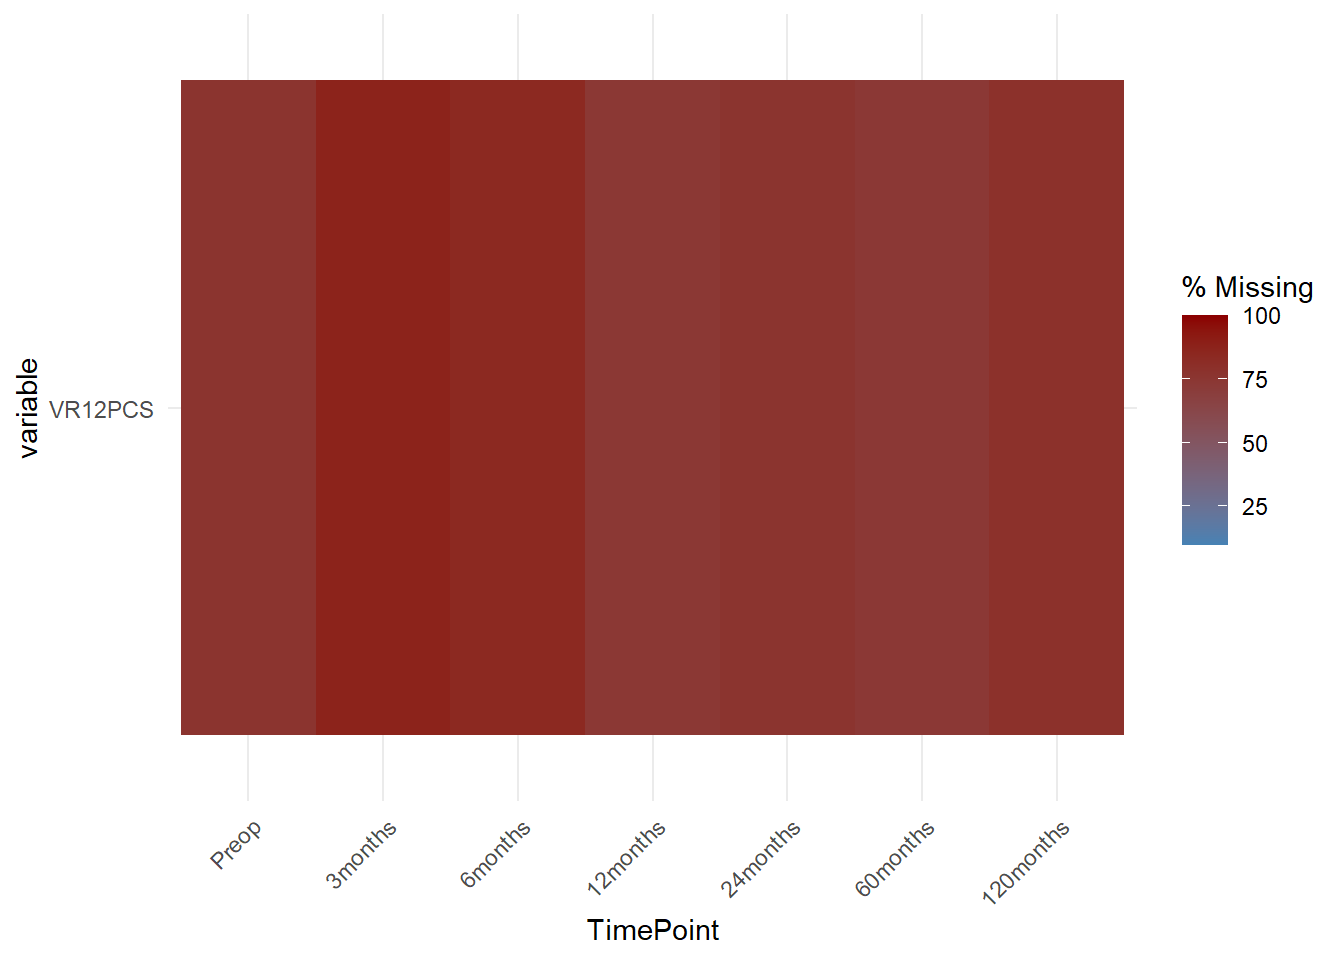 variable
VR12PCS
Preop
3months
6months
12months
24months
60months
120months
TimePoint
% Missing
100
75
50
25